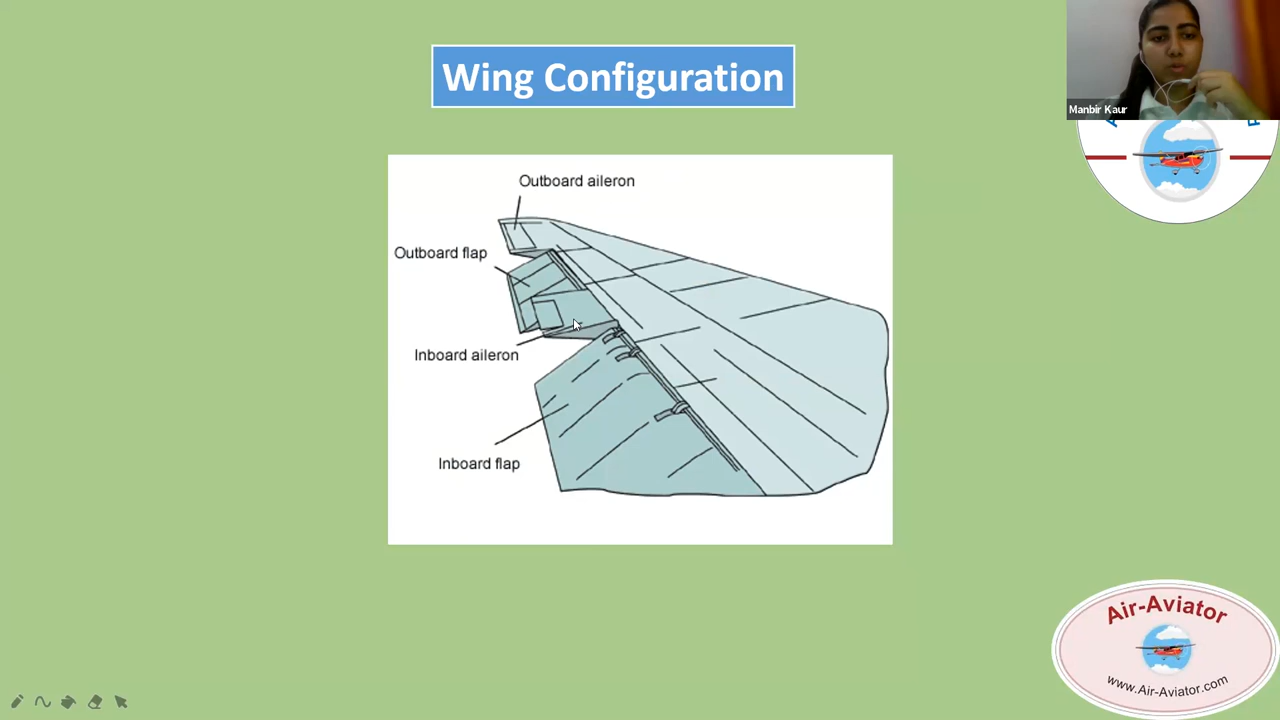 Wing Configuration
Manbir Kaur
Outboard aileron
Outboard flap
Inboard aileron
Inboard flap
Air-Aviator
www.Air-Aviator.com